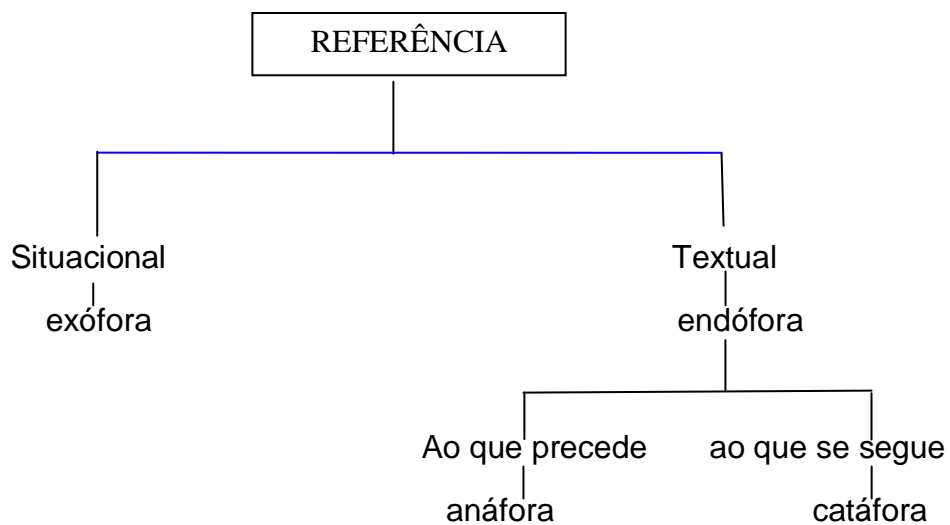 REFERÊNCIA
Situacional Textual
exófora endófora
Ao que precede ao que se segue
anáfora catáfora